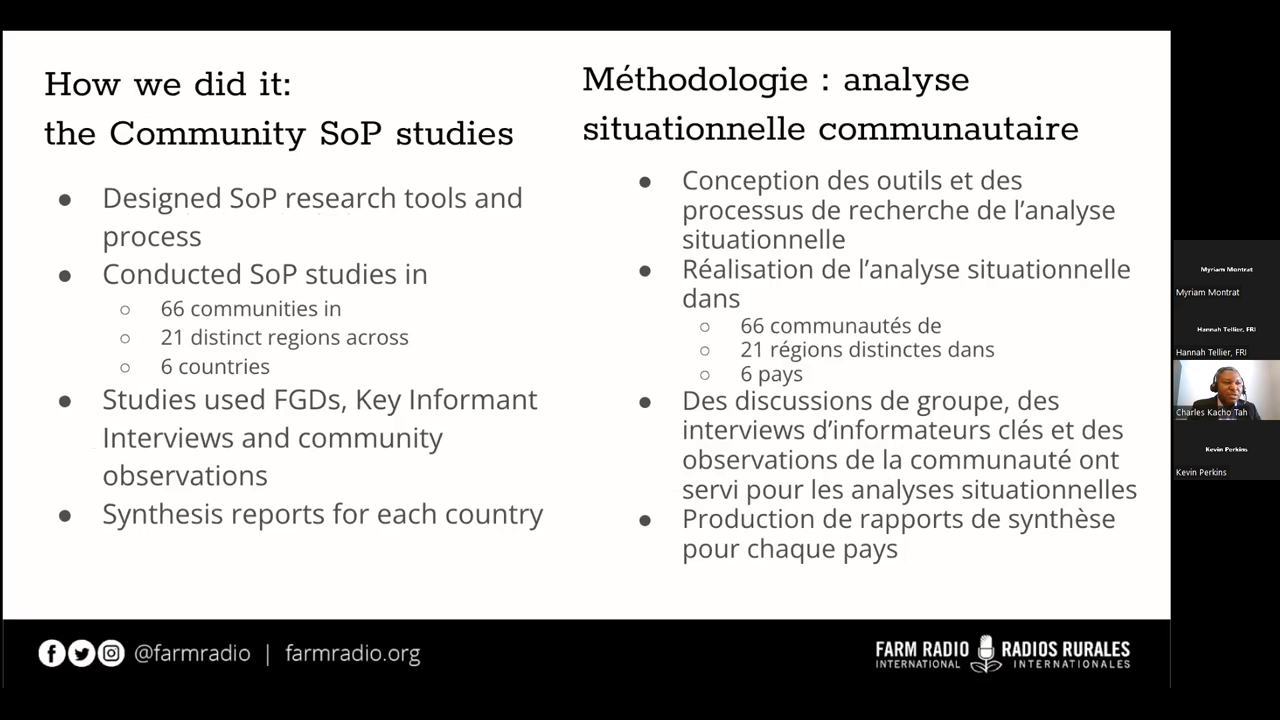 How we did it:
the Community SoP studies
● Designed SoP research tools and
process
● Conducted SoP studies in
○ 66 communities in
○ 21 distinct regions across
○ 6 countries
● Studies used FGDs, Key Informant
Interviews and community
observations
● Synthesis reports for each country
Méthodologie : analyse
situationnelle communautaire
● Conception des outils et des
processus de recherche de l’analyse
situationnelle
● Réalisation de l’analyse situationnelle
dans
○ 66 communautés de
○ 21 régions distinctes dans
○ 6 pays
● Des discussions de groupe, des
interviews d’informateurs clés et des
observations de la communauté ont
servi pour les analyses situationnelles
● Production de rapports de synthèse
pour chaque pays
@farmradio | farmradio.org
FARM RADIO
INTERNATIONAL
RADIOS RURALES
INTERNATIONALES
Myriam Montrat
Myriam Montrat
Hannah Tellier, FRI
Hannah Tellier, FRI
Charles Kacho Tah
Kevin Perkins
Kevin Perkins